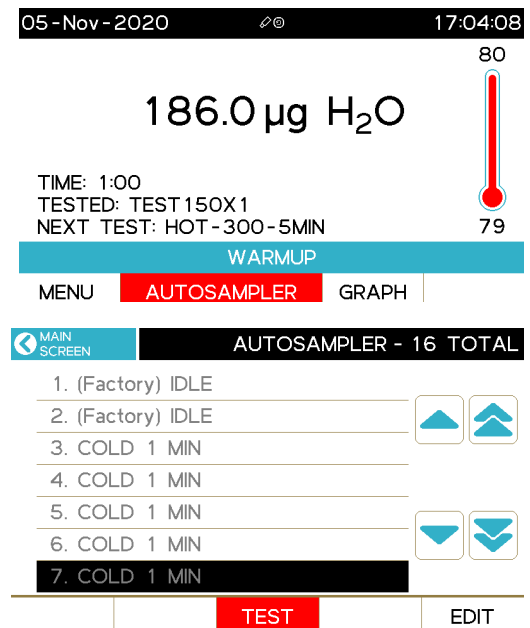 05-Nov-2020 17:04:08
80
186.0 µg H₂O
TIME: 1:00
TESTED: TEST150X1
NEXT TEST: HOT-300-5MIN
79
WARMUP
MENU AUTOSAMPLER GRAPH
MAIN SCREEN
AUTOSAMPLER - 16 TOTAL
1. (Factory) IDLE
2. (Factory) IDLE
3. COLD 1 MIN
4. COLD 1 MIN
5. COLD 1 MIN
6. COLD 1 MIN
7. COLD 1 MIN
TEST EDIT